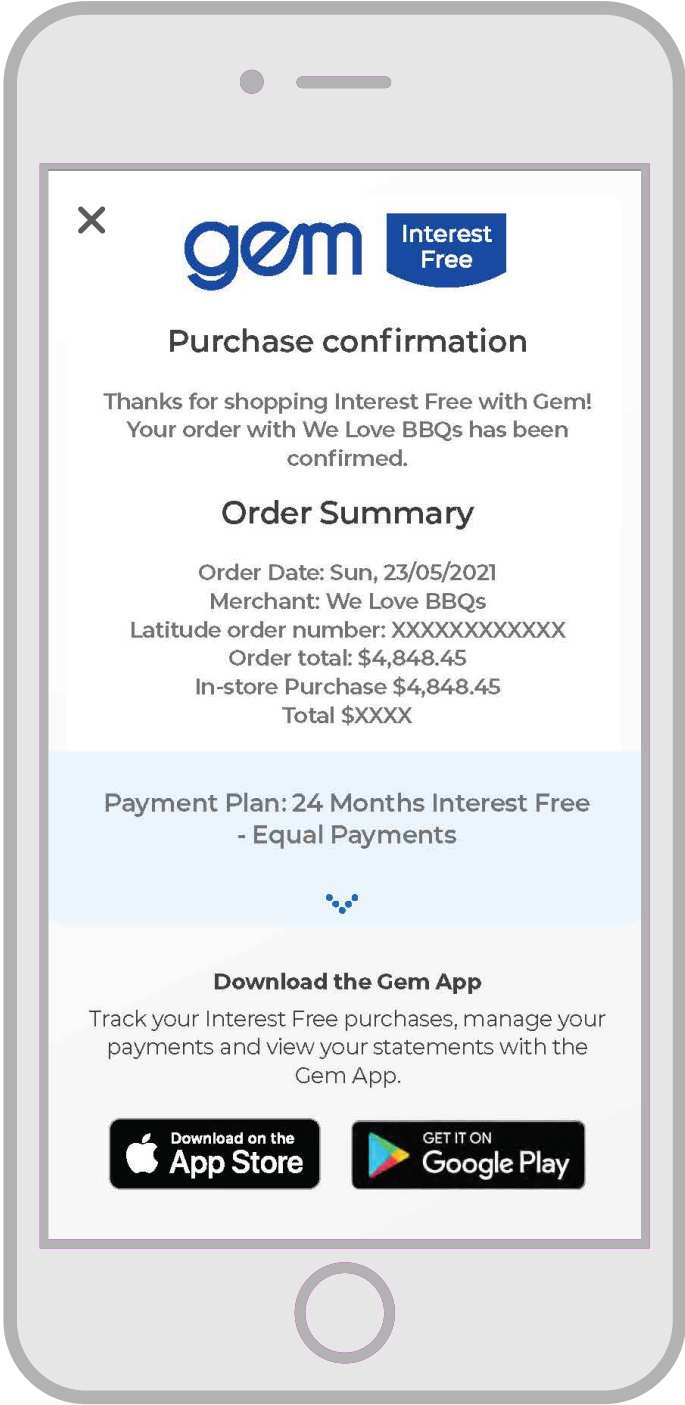 gem
Interest
Free
Purchase confirmation
Thanks for shopping Interest Free with Gem!
Your order with We Love BBQs has been
confirmed.
Order Summary
Order Date: Sun, 23/05/2021
Merchant: We Love BBQs
Latitude order number: XXXXXXXXXXXX
Order total: $4,848.45
In-store Purchase $4,848.45
Total $XXXX
Payment Plan: 24 Months Interest Free
- Equal Payments
Download the Gem App
Track your Interest Free purchases, manage your
payments and view your statements with the
Gem App.
Download on the
App Store
GET IT ON
Google Play